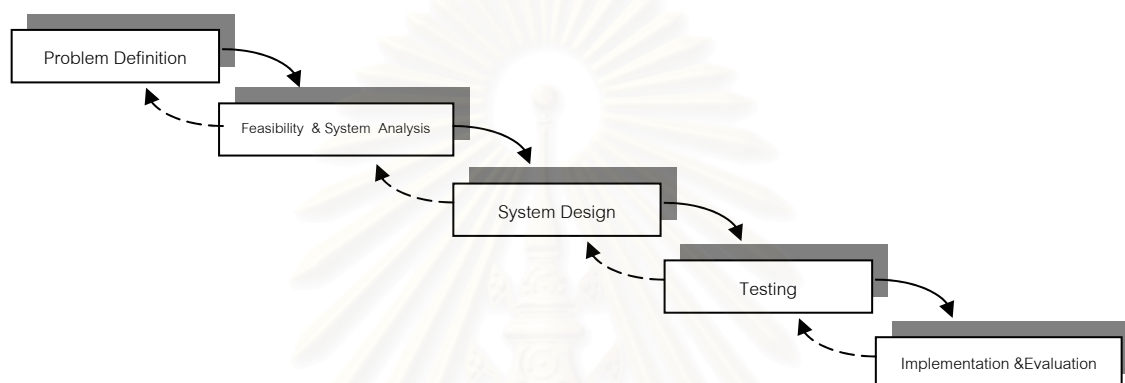 Problem Definition
Feasibility & System Analysis
System Design
Testing
Implementation &Evaluation